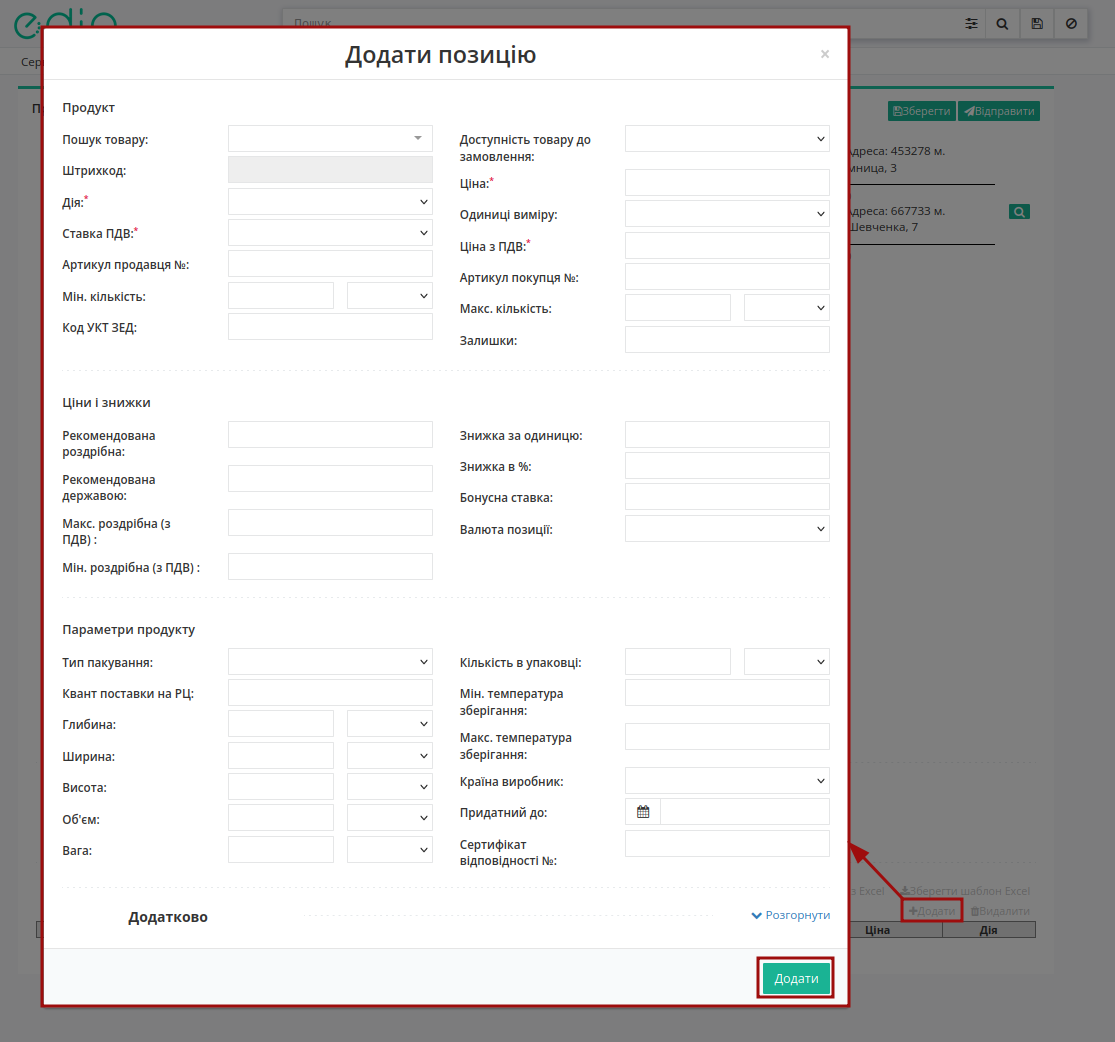 Пошук
Сер
П
Зберегти
Відправити
Адреса: 453278 м.
мниця, 3
Адреса: 667733 м.
Шевченка, 7
Додати позицію
×
Продукт
Пошук товару:
Штрихкод:
Дія:*
Ставка ПДВ:*
Артикул продавця №:
Мін. кількість:
Код УКТ ЗЕД:
Доступність товару до
замовлення:
Ціна:*
Одиниці виміру:
Ціна з ПДВ:*
Артикул покупця №:
Макс. кількість:
Залишки:
Ціни і знижки
Рекомендована
роздрібна:
Рекомендована
державою:
Макс. роздрібна (з
ПДВ) :
Мін. роздрібна (з ПДВ) :
Знижка за одиницю:
Знижка в %:
Бонусна ставка:
Валюта позиції:
Параметри продукту
Тип пакування:
Квант поставки на РЦ:
Глибина:
Ширина:
Висота:
Об'єм:
Вага:
Кількість в упаковці:
Мін. температура
зберігання:
Макс. температура
зберігання:
Країна виробник:
Придатний до:
Сертифікат
відповідності №:
Додатково
Розгорнути
Додати
з Excel
Зберегти шаблон Excel
+Додати
Видалити
Ціна
Дія